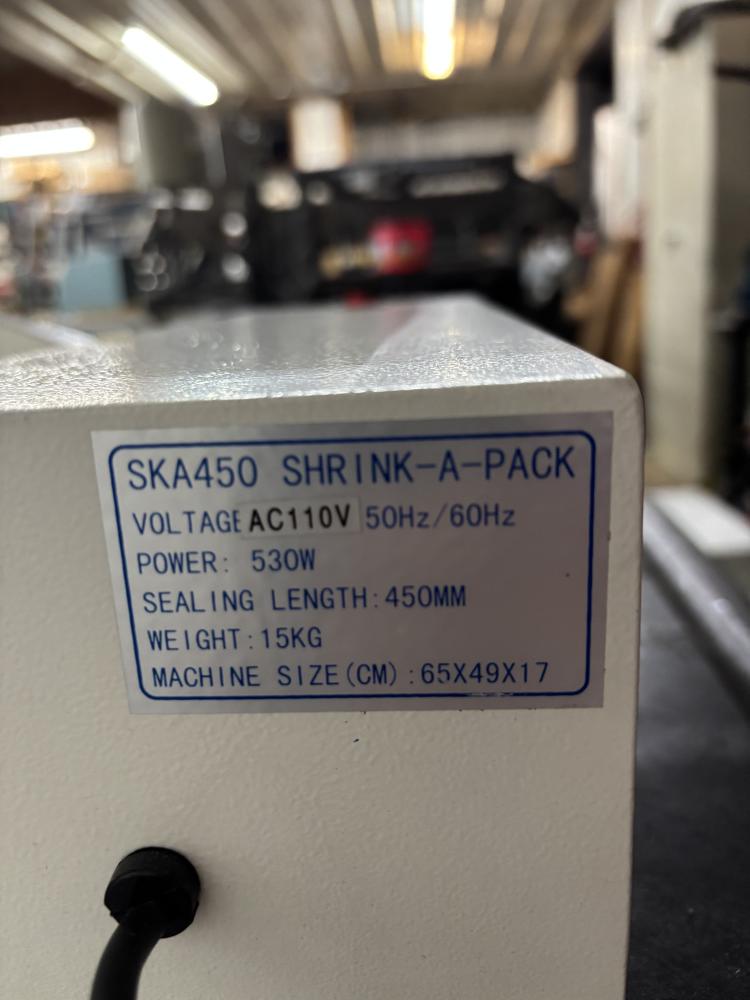 SKA450 SHRINK-A-PACK
VOLTAGE AC110V 50Hz/60Hz
POWER: 530W
SEALING LENGTH:450MM
WEIGHT:15KG
MACHINE SIZE(CM):65X49X17